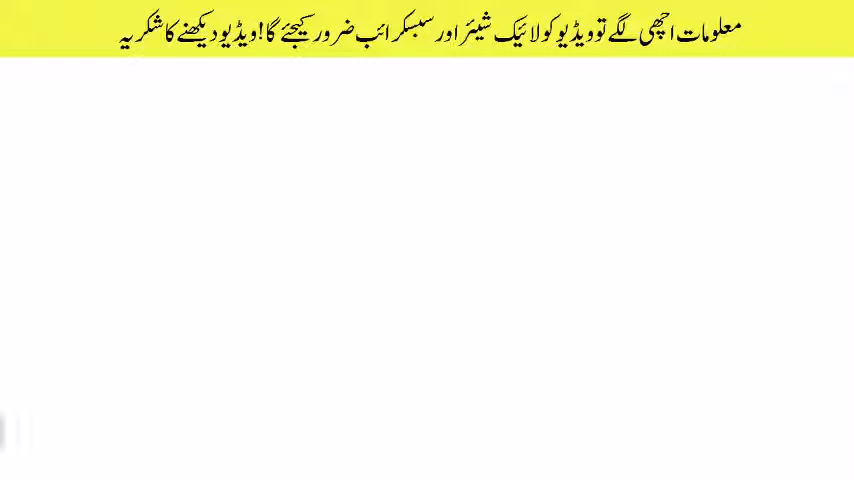 معلومات اچھی لگے تو ویڈیو کو لائیک شیئر اور سبسکرائب ضرور کیجئے گا! ویڈیو دیکھنے کا شکریہ